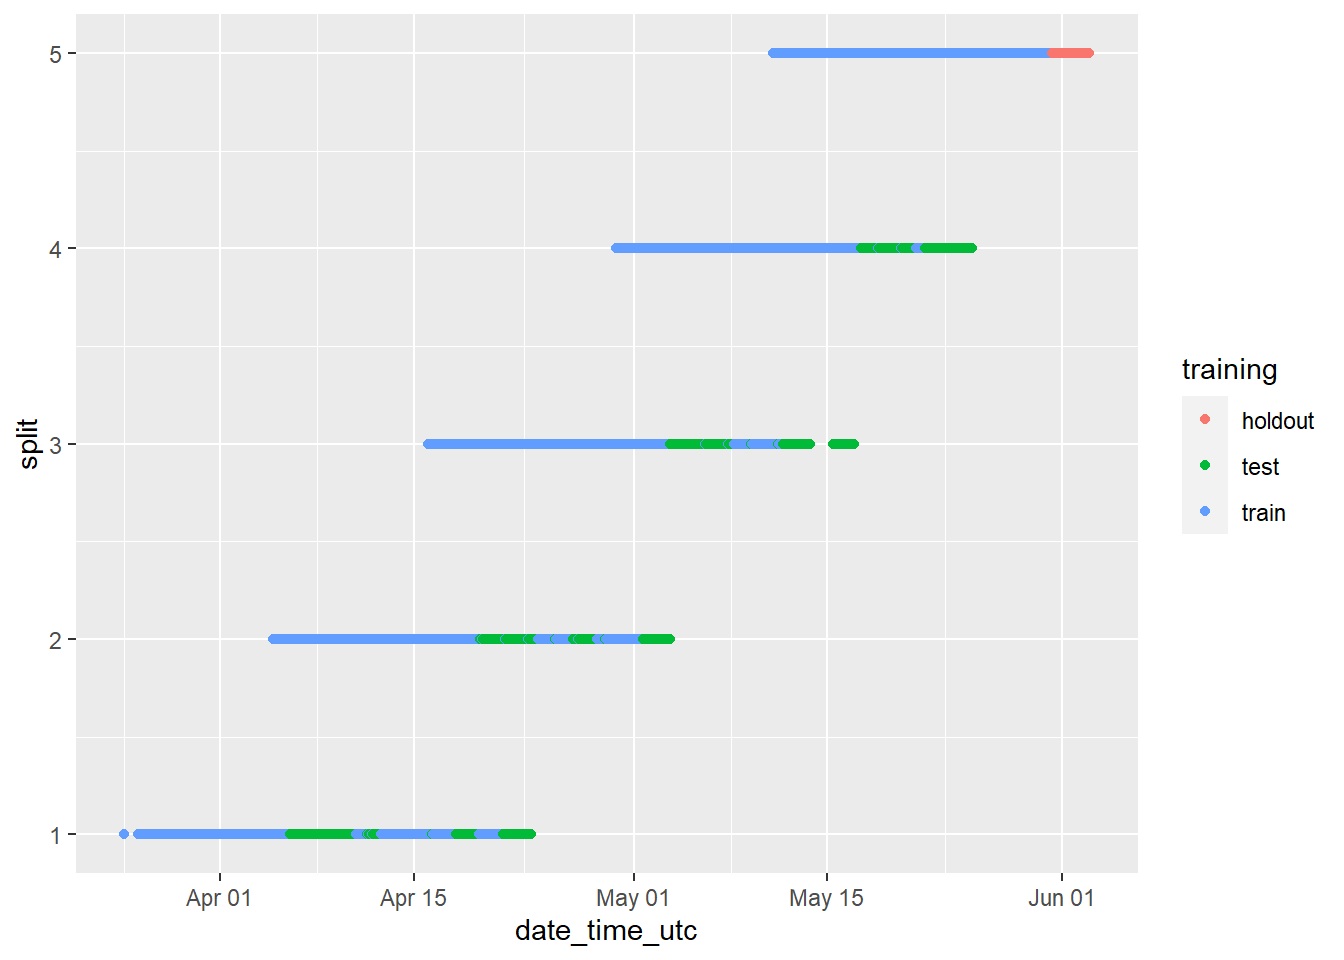 5
4
3
2
1
split
Apr 01
Apr 15
May 01
May 15
Jun 01
date_time_utc
training
holdout
test
train